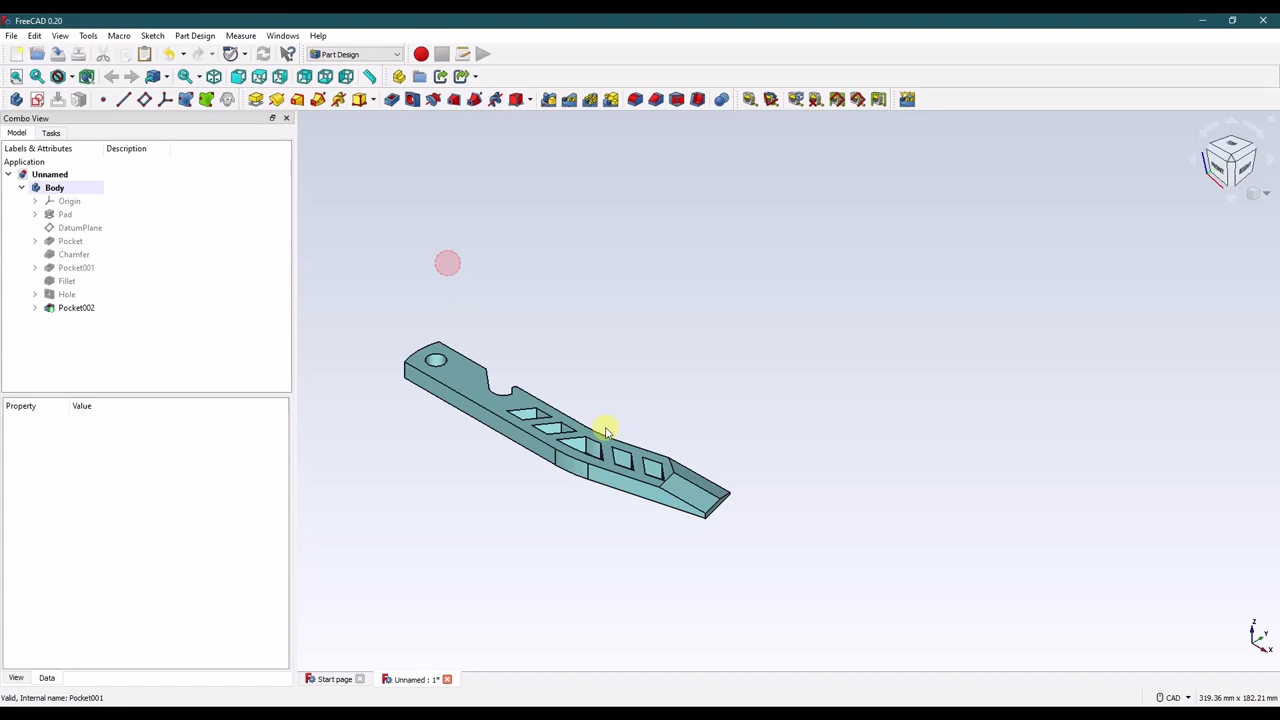 FreeCAD 0.20
File Edit View Tools Macro Sketch Part Design Measure Windows Help
Part Design
Combo View
Model Tasks
Labels & Attributes Description
Application
Unnamed
Body
Origin
Pad
DatumPlane
Pocket
Chamfer
Pocket001
Fillet
Hole
Pocket002
Property Value
Z
Y
X
View Data
Start page Unnamed : 1*
Valid, Internal name: Pocket001 CAD 319.36 mm x 182.21 mm